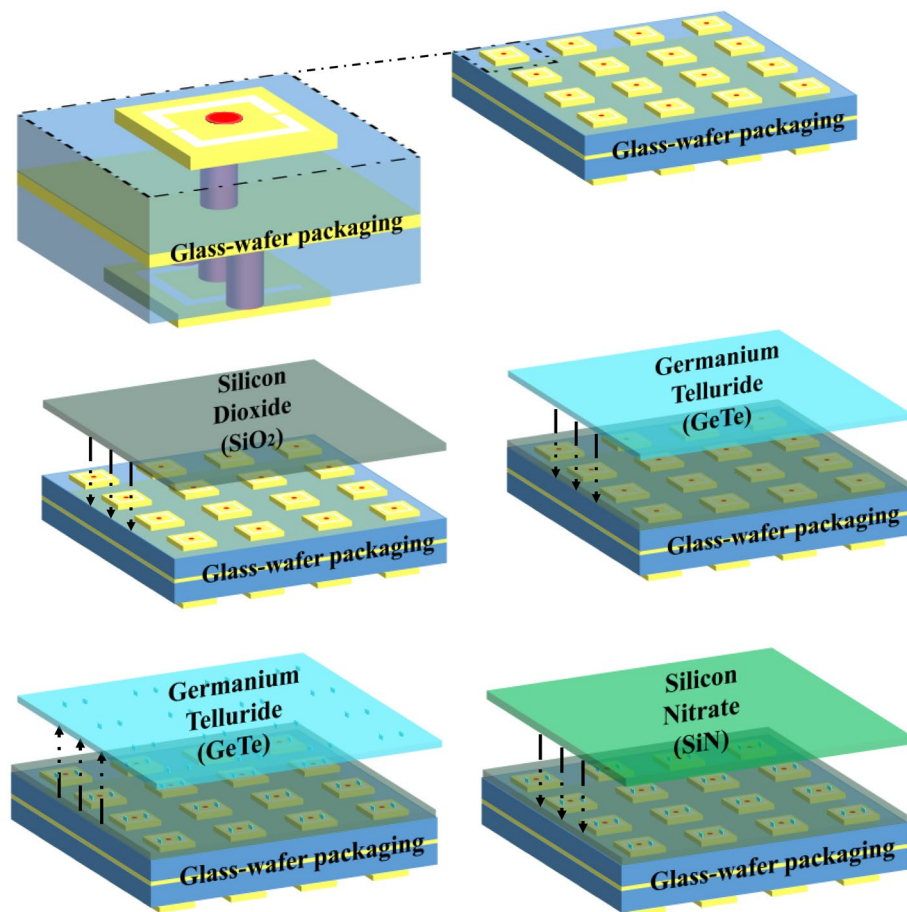 Glass-wafer packaging
Glass-wafer packaging
Silicon
Dioxide
(SiO₂)
Glass-wafer packaging
Germanium
Telluride
(GeTe)
Glass-wafer packaging
Germanium
Telluride
(GeTe)
Glass-wafer packaging
Silicon
Nitrate
(SiN)
Glass-wafer packaging